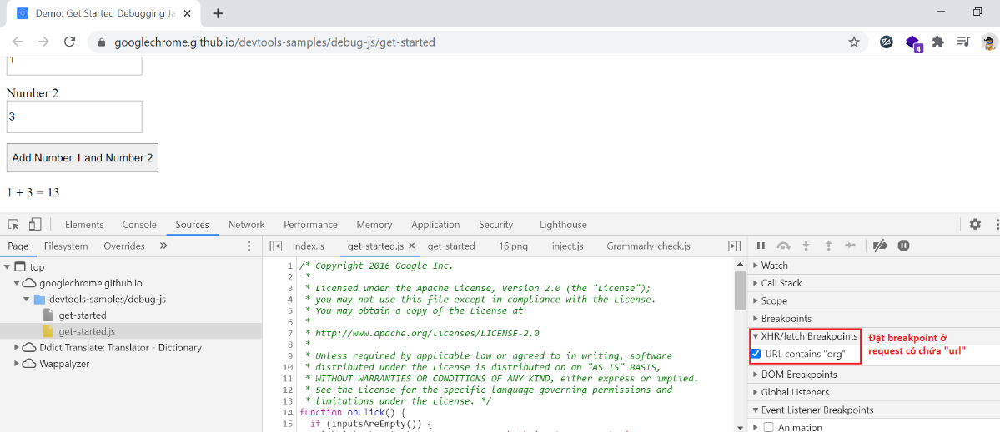 Demo: Get Started Debugging Ja
googlechrome.github.io/devtools-samples/debug-js/get-started
4
1
Number 2
3
Add Number 1 and Number 2
1 + 3 = 13
Elements Console Sources Network Performance Memory Application Security Lighthouse
Page Filesystem Overrides
index.js get-started.js get-started 16.png inject.js Grammarly-check.js
top
googlechrome.github.io
devtools-samples/debug-js
get-started
get-started.js
Ddict Translate: Translator - Dictionary
Wappalyzer
1 /* Copyright 2016 Google Inc.
2 *
3 * Licensed under the Apache License, Version 2.0 (the "License");
4 * you may not use this file except in compliance with the License.
5 * You may obtain a copy of the License at
6 *
7 * http://www.apache.org/licenses/LICENSE-2.0
8 *
9 * Unless required by applicable law or agreed to in writing, software
10 * distributed under the License is distributed on an "AS IS" BASIS,
11 * WITHOUT WARRANTIES OR CONDITIONS OF ANY KIND, either express or implied.
12 * See the License for the specific language governing permissions and
13 * limitations under the License. */
14 function onClick() {
15 if (inputsAreEmpty()) {
Watch
Call Stack
Scope
Breakpoints
XHR/fetch Breakpoints
URL contains "org"
Đặt breakpoint ở
request có chứa "url"
DOM Breakpoints
Global Listeners
Event Listener Breakpoints
Animation